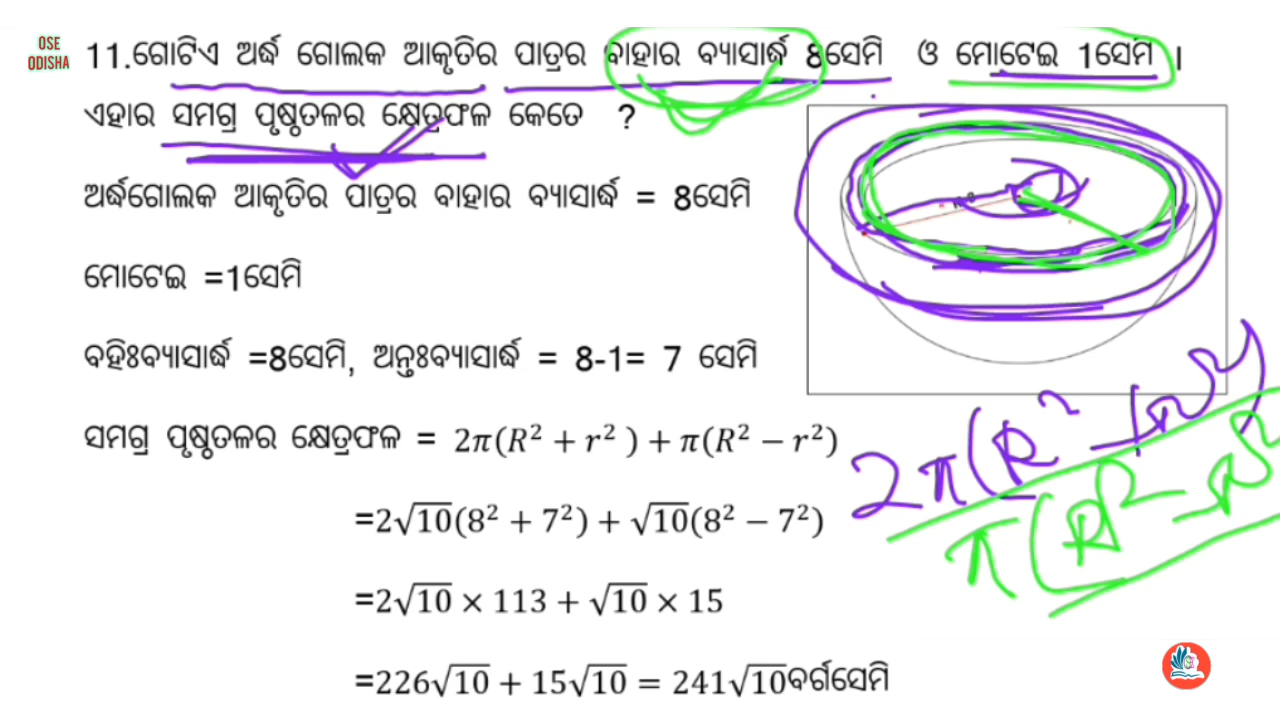 OSE
ODISHA
11.ଗୋଟିଏ ଅର୍ଦ୍ଧ ଗୋଲକ ଆକୃତିର ପାତ୍ରର ବାହାର ବ୍ୟାସାର୍ଦ୍ଧ 8ସେମି ଓ ମୋଟେଇ 1ସେମି ।
ଏହାର ସମଗ୍ର ପୃଷ୍ଠତଳର କ୍ଷେତ୍ରଫଳ କେତେ ?
ଅର୍ଦ୍ଧଗୋଲକ ଆକୃତିର ପାତ୍ରର ବାହାର ବ୍ୟାସାର୍ଦ୍ଧ = 8ସେମି
ମୋଟେଇ =1ସେମି
ବହିଃବ୍ୟାସାର୍ଦ୍ଧ =8ସେମି, ଅନ୍ତଃବ୍ୟାସାର୍ଦ୍ଧ = 8-1= 7 ସେମି
ସମଗ୍ର ପୃଷ୍ଠତଳର କ୍ଷେତ୍ରଫଳ = 2π(R² + r² ) + π(R² − r²)
=2√10(8² + 7²) + √10(8² − 7²)
=2√10 × 113 + √10 × 15
=226√10 + 15√10 = 241√10ବର୍ଗସେମି